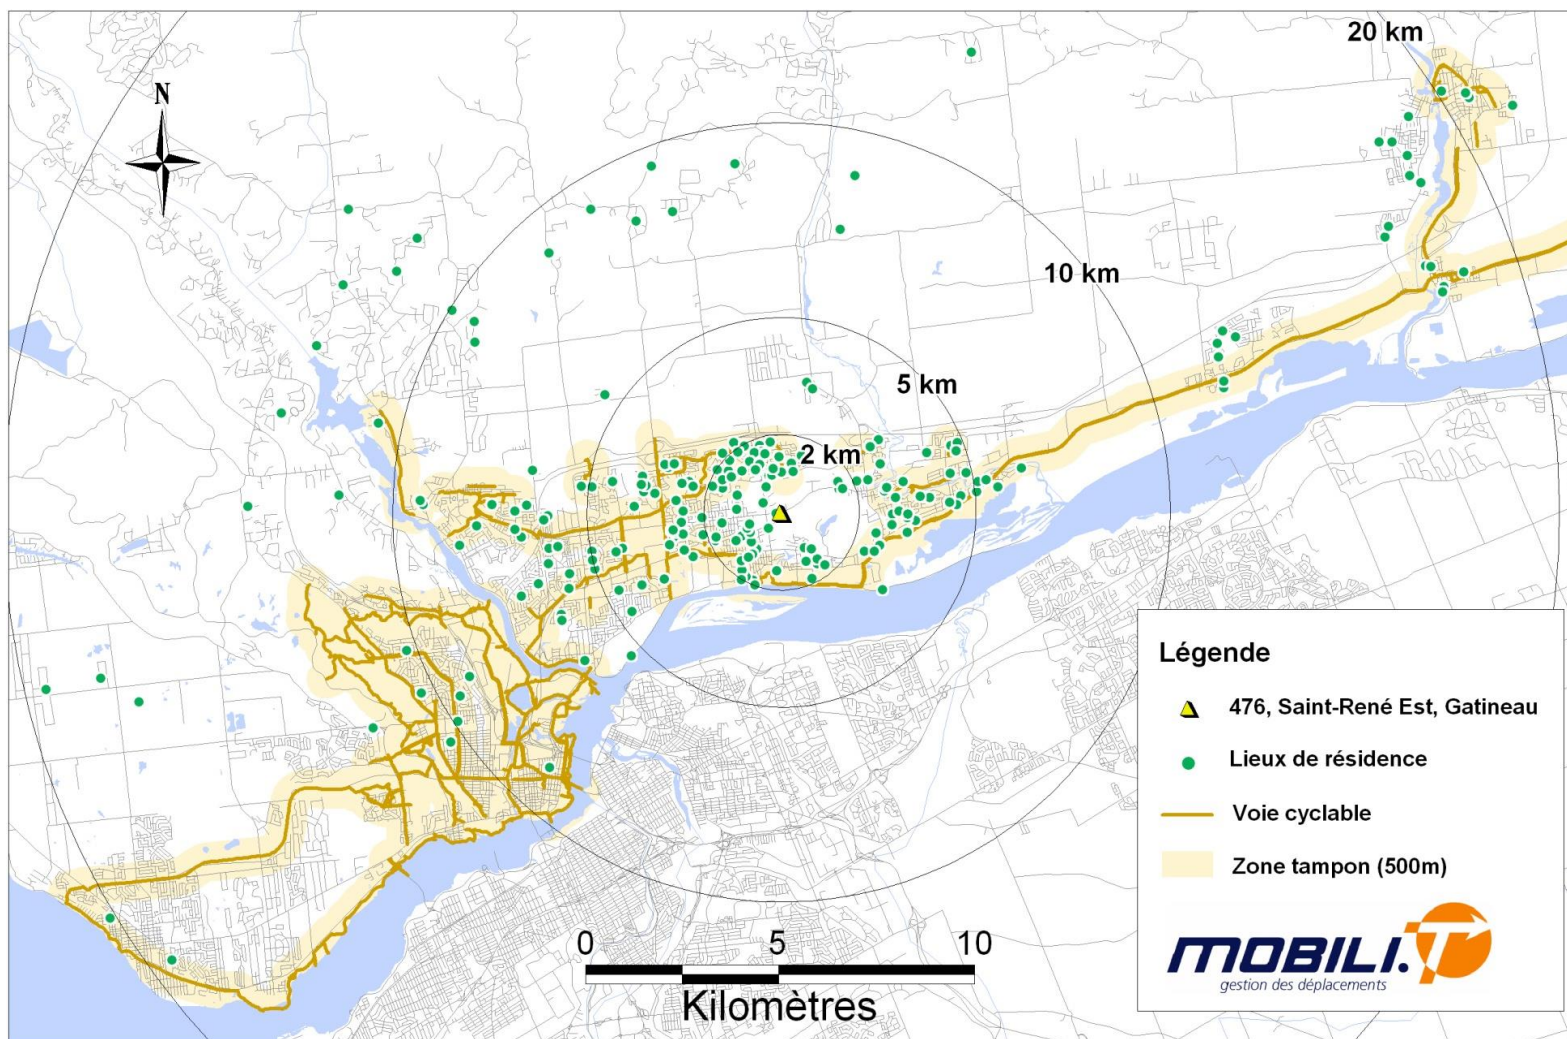 20 km
N
10 km
5 km
2 km
Légende
476, Saint-René Est, Gatineau
Lieux de résidence
Voie cyclable
Zone tampon (500m)
0 5 10
Kilomètres
MOBILI.T
gestion des déplacements